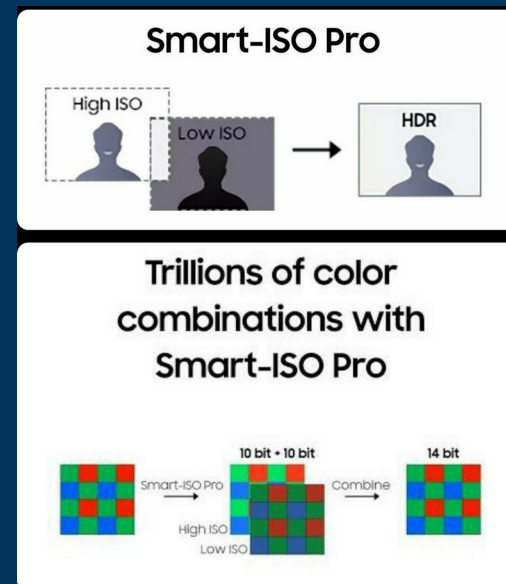 Smart-ISO Pro
High ISO
Low ISO
HDR
Trillions of color
combinations with
Smart-ISO Pro
10 bit + 10 bit
14 bit
Smart-ISO Pro
Combine
High ISO
Low ISO